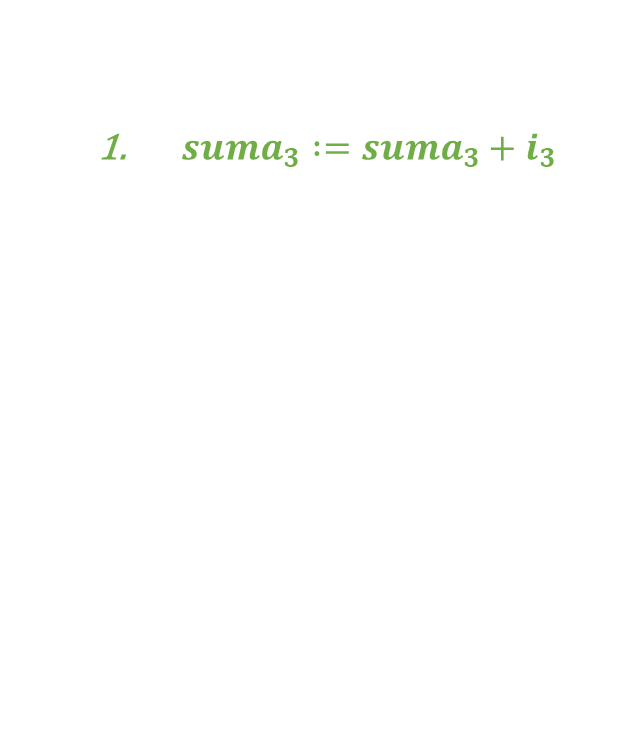 1. suma₃ := suma₃ + i₃